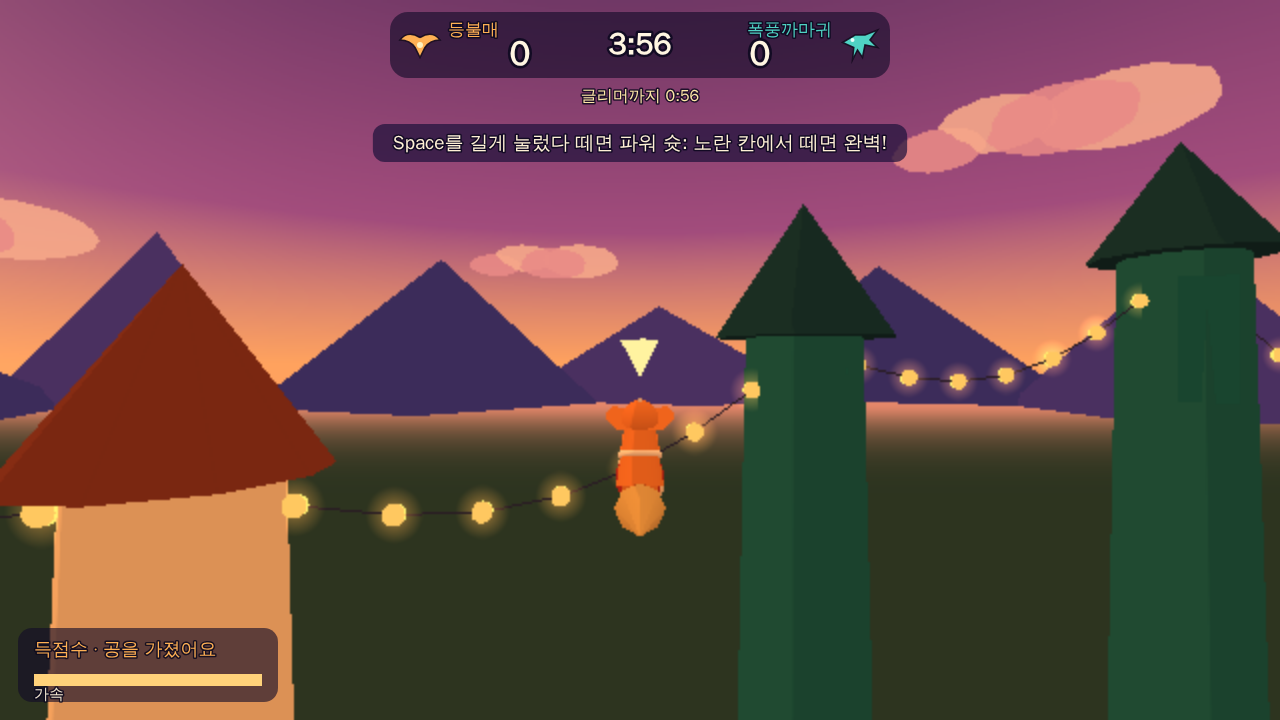 등불매
0
3:56
폭풍까마귀
0
글리머까지 0:56
Space를 길게 눌렀다 떼면 파워 슛: 노란 칸에서 떼면 완벽!
득점수 · 공을 가졌어요
가속